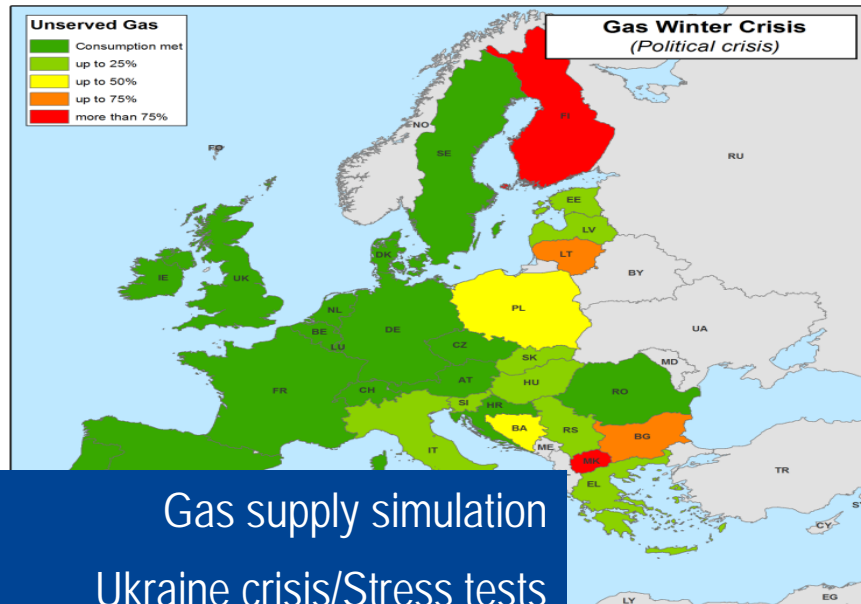 Unserved Gas
Consumption met
up to 25%
up to 50%
up to 75%
more than 75%
Gas Winter Crisis
(Political crisis)
NO
FI
FO
SE
RU
EE
LV
DK
LT
IE
UK
BY
NL
PL
BE
DE
LU
CZ
UA
SK
MD
FR
CH
AT
HU
RO
SI
HR
BA
RS
IT
ME
BG
MK
TR
EL
CY
LY
EG
Gas supply simulation
Ukraine crisis/Stress tests